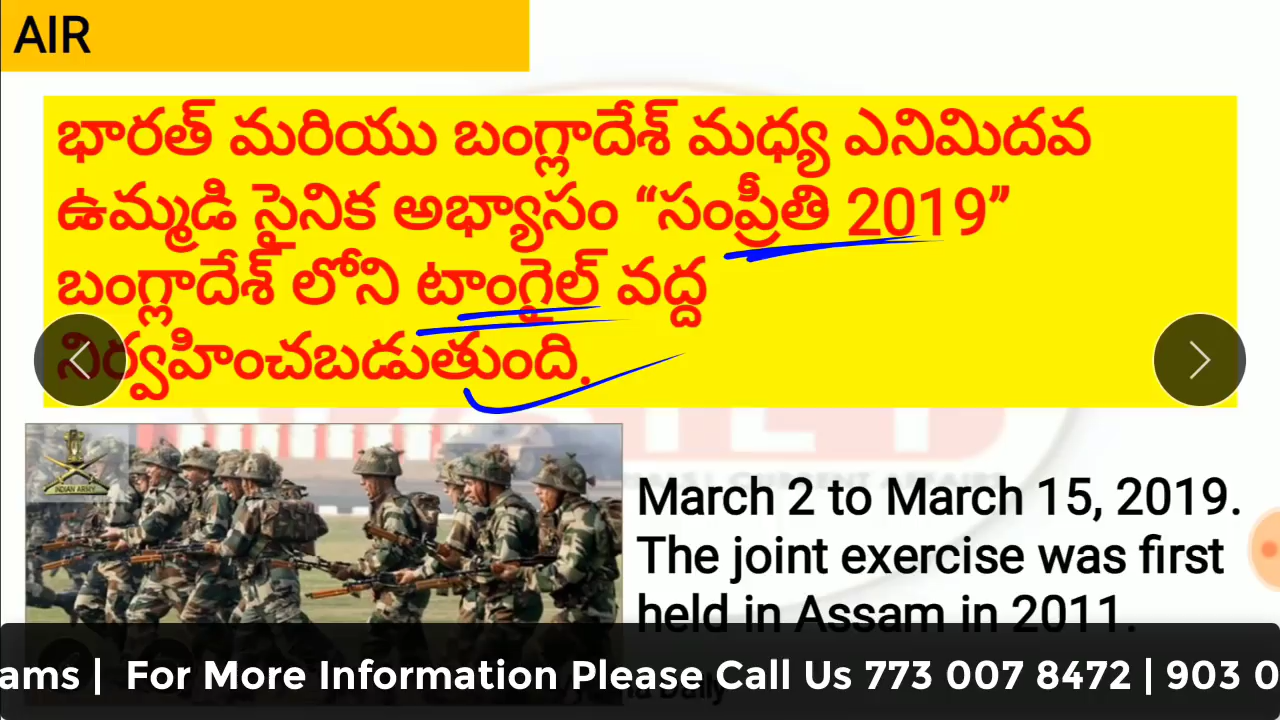 AIR
భారత్ మరియు బంగ్లాదేశ్ మధ్య ఎనిమిదవ
ఉమ్మడి సైనిక అభ్యాసం “సంప్రీతి 2019”
బంగ్లాదేశ్ లోని టాంగైల్ వద్ద
నిర్వహించబడుతుంది.
INDIAN ARMY
March 2 to March 15, 2019.
The joint exercise was first
held in Assam in 2011.
ams | For More Information Please Call Us 773 007 8472 | 903 0